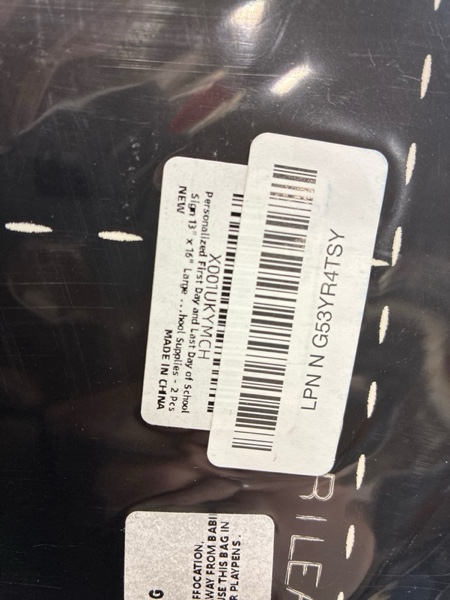 X001UKYMCH
Personalized First Day and Last Day of School
Sign 13" x 16" Large ...hool Supplies - 2 pcs
NEW
MADE IN CHINA
LPN N G53YR4TSY
RILEA
G
FFOCATION.
WAY FROM BABI
USE THIS BAG IN
R PLAYPENS.